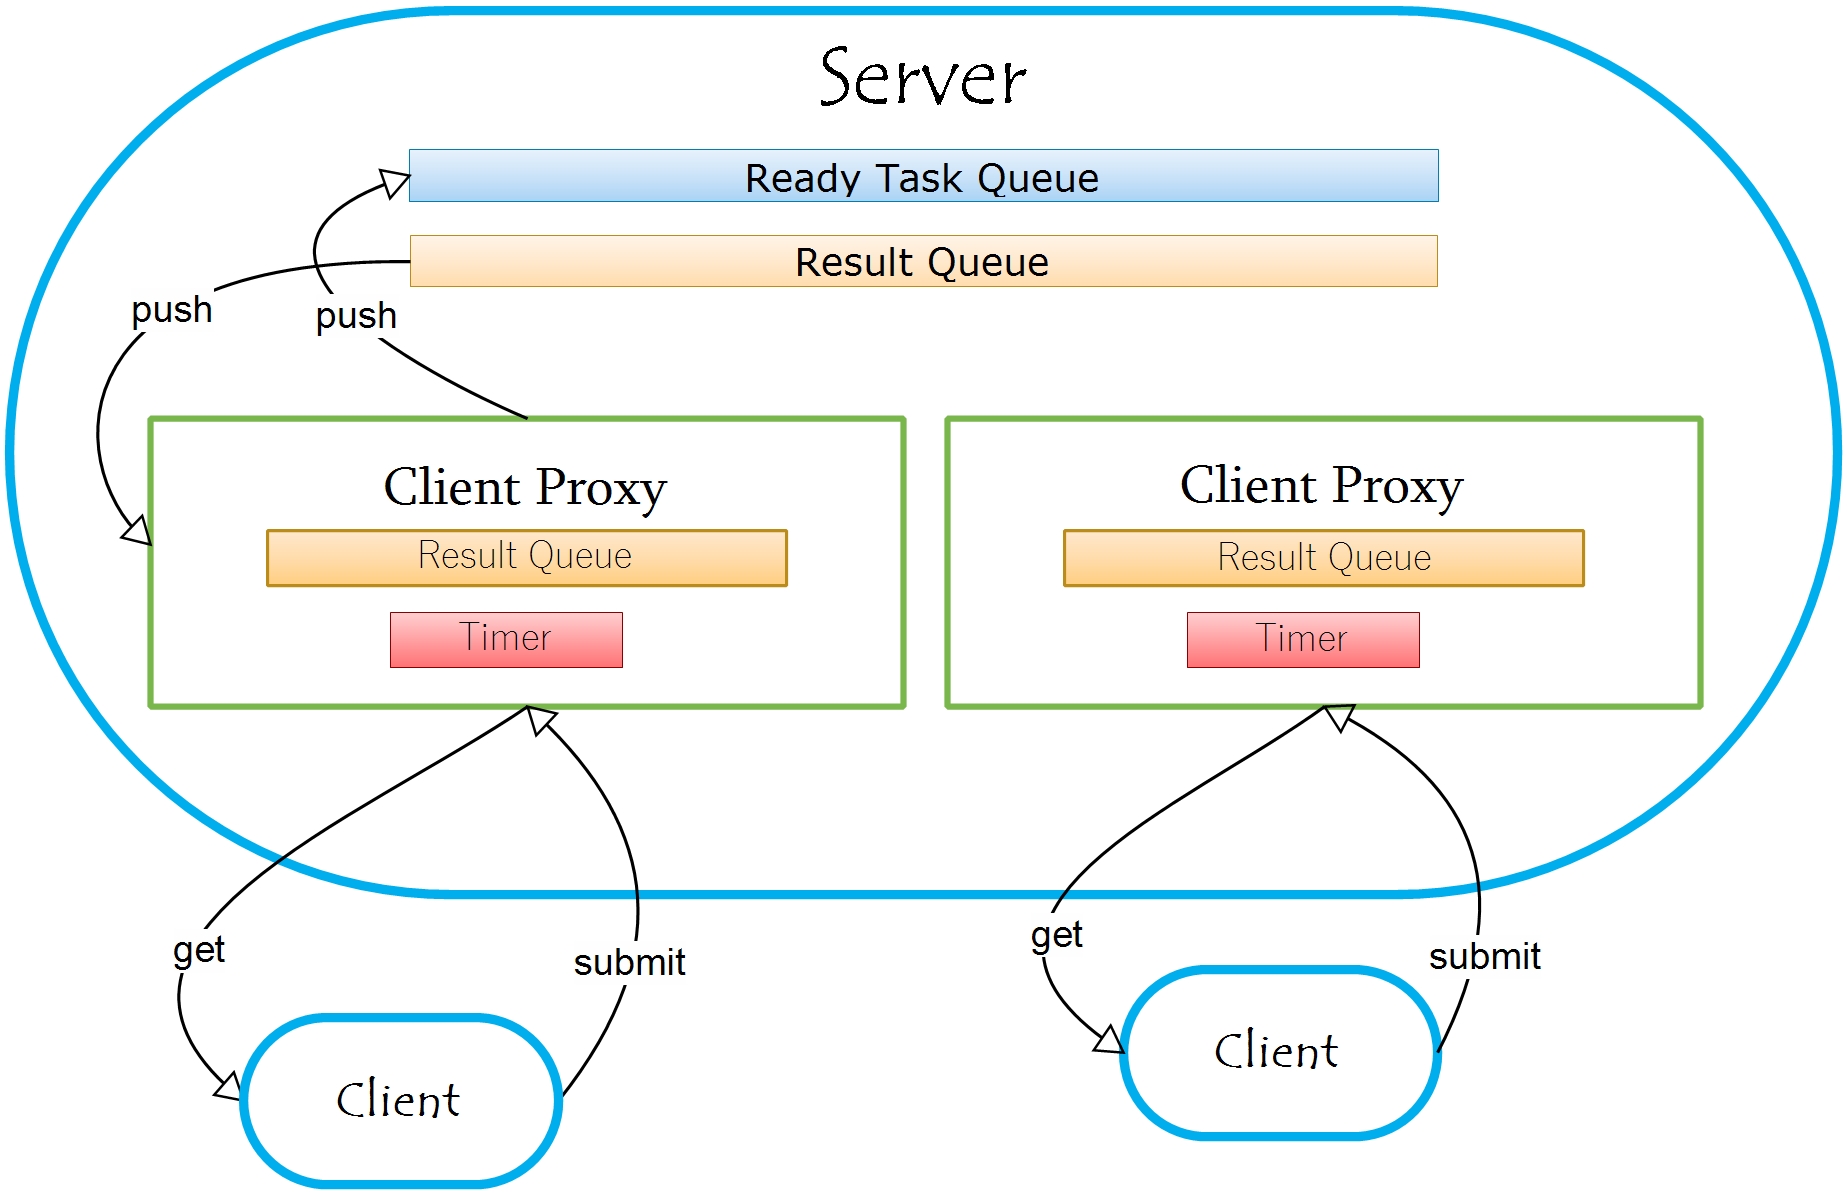 Server
Ready Task Queue
Result Queue
push
push
Client Proxy
Result Queue
Timer
Client Proxy
Result Queue
Timer
get
submit
get
submit
Client
Client